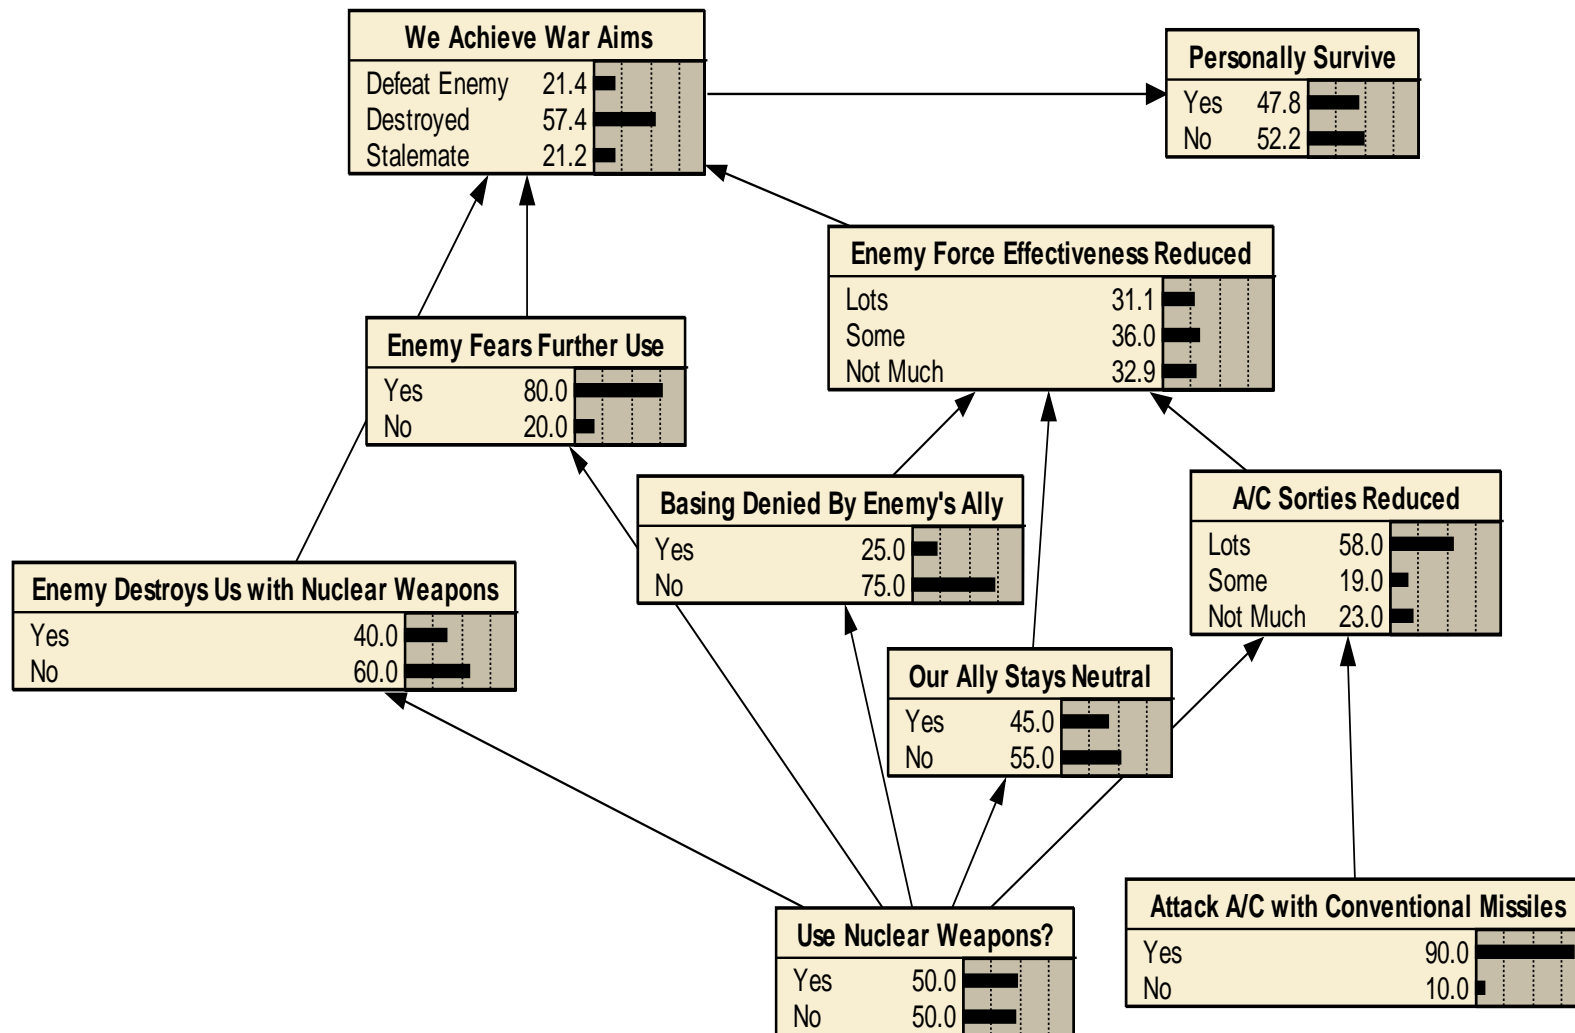 We Achieve War Aims
Defeat Enemy 21.4
Destroyed 57.4
Stalemate 21.2
Personally Survive
Yes 47.8
No 52.2
Enemy Force Effectiveness Reduced
Lots 31.1
Some 36.0
Not Much 32.9
Enemy Fears Further Use
Yes 80.0
No 20.0
Basing Denied By Enemy's Ally
Yes 25.0
No 75.0
A/C Sorties Reduced
Lots 58.0
Some 19.0
Not Much 23.0
Enemy Destroys Us with Nuclear Weapons
Yes 40.0
No 60.0
Our Ally Stays Neutral
Yes 45.0
No 55.0
Use Nuclear Weapons?
Yes 50.0
No 50.0
Attack A/C with Conventional Missiles
Yes 90.0
No 10.0